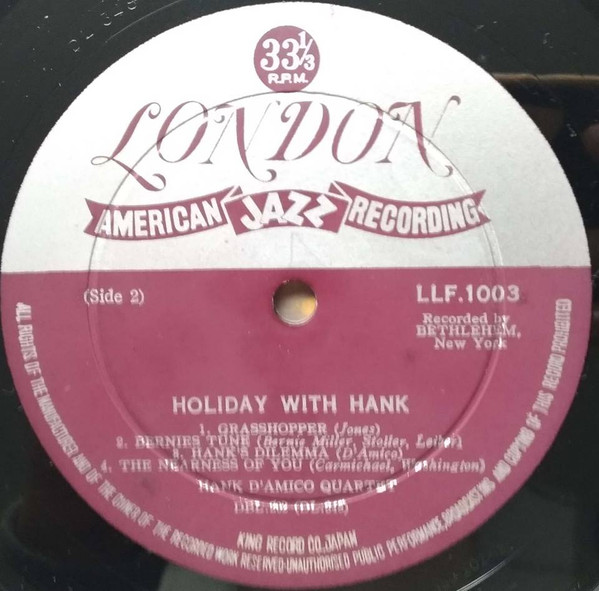 33 1/3
R.P.M.
LONDON
AMERICAN JAZZ RECORDING
(Side 2)
LLF.1003
Recorded by
BETHLEHEM,
New York
HOLIDAY WITH HANK
1. GRASSHOPPER (Jones)
2. BERNIES TUNE (Bernie Miller, Stoller, Leiber)
3. HANK'S DILEMMA (D'Amico)
4. THE NEARNESS OF YOU (Carmichael, Washington)
HANK D'AMICO QUARTET
KING RECORD CO. JAPAN
ALL RIGHTS OF THE MANUFACTURER AND OF THE OWNER OF THE RECORDED WORK RESERVED·UNAUTHORISED PUBLIC PERFORMANCE, BROADCASTING AND COPYING OF THIS RECORD PROHIBITED